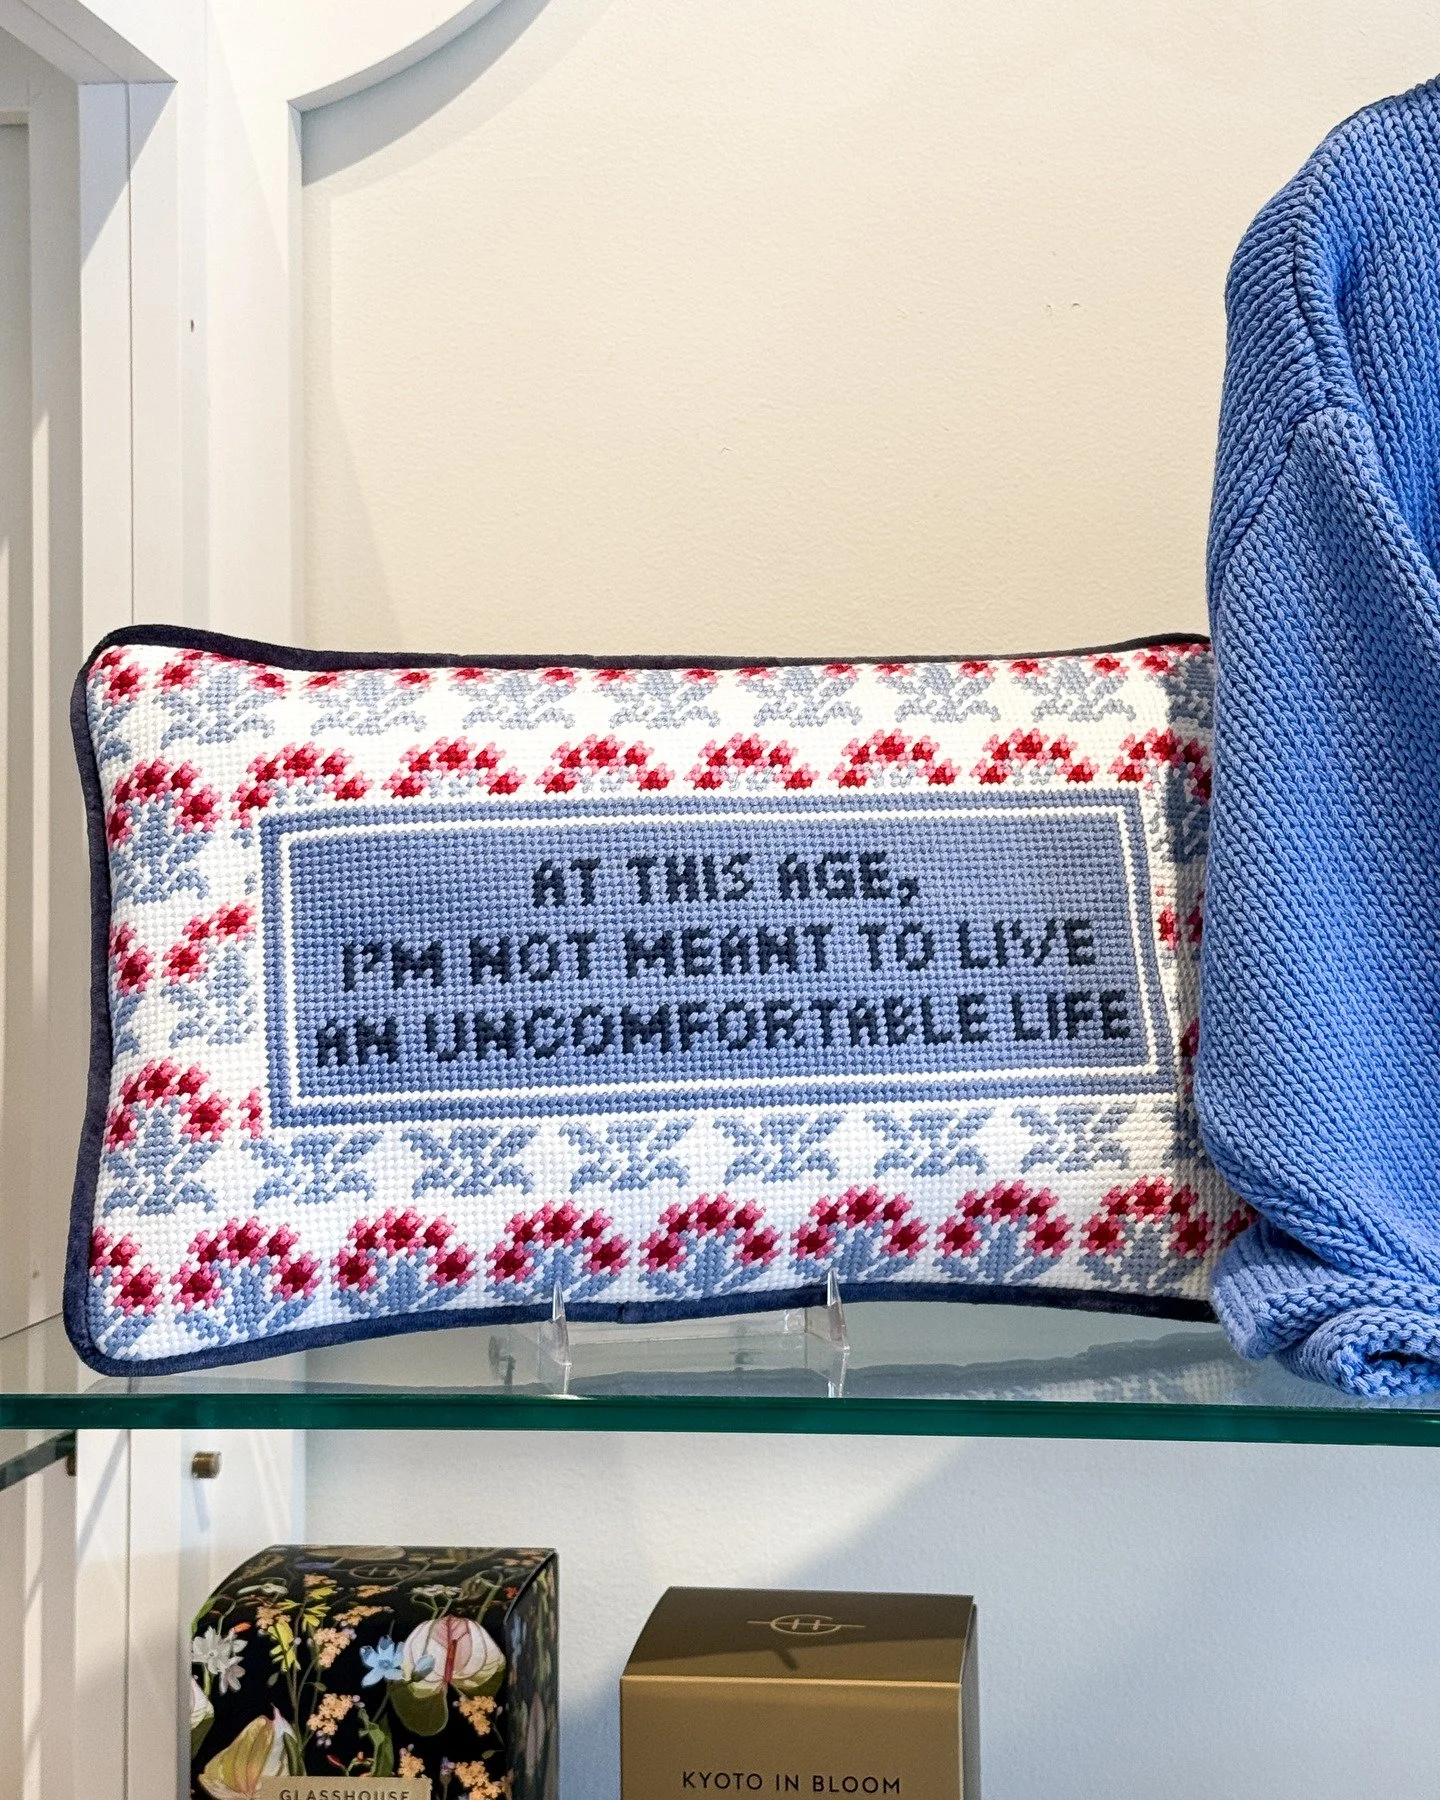 AT THIS AGE,
I'M NOT MEANT TO LIVE
AN UNCOMFORTABLE LIFE
GLASSHOUSE
KYOTO IN BLOOM